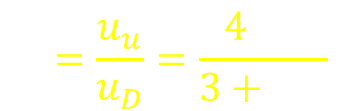 = u_u / u_D = 4 / 3 +